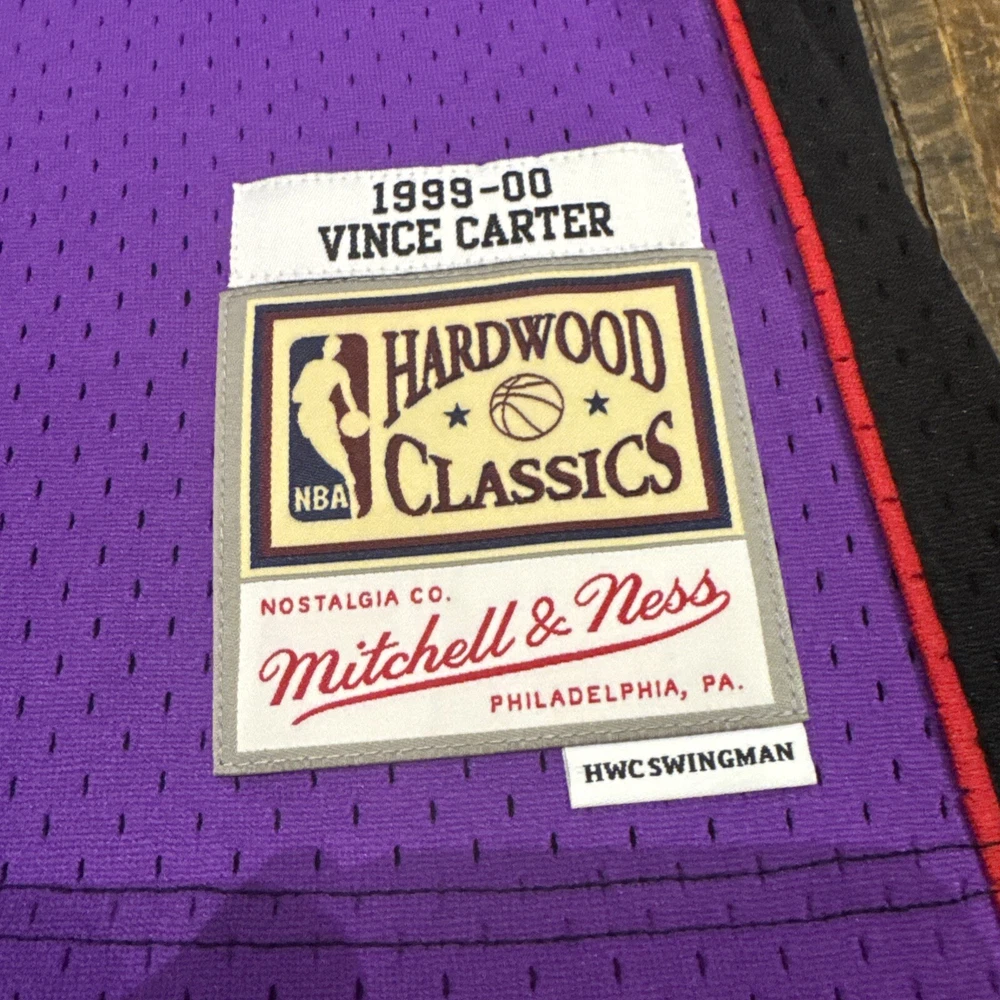 1999-00
VINCE CARTER
HARDWOOD
CLASSICS
NBA
NOSTALGIA CO.
Mitchell & Ness
PHILADELPHIA, PA.
HWC SWINGMAN